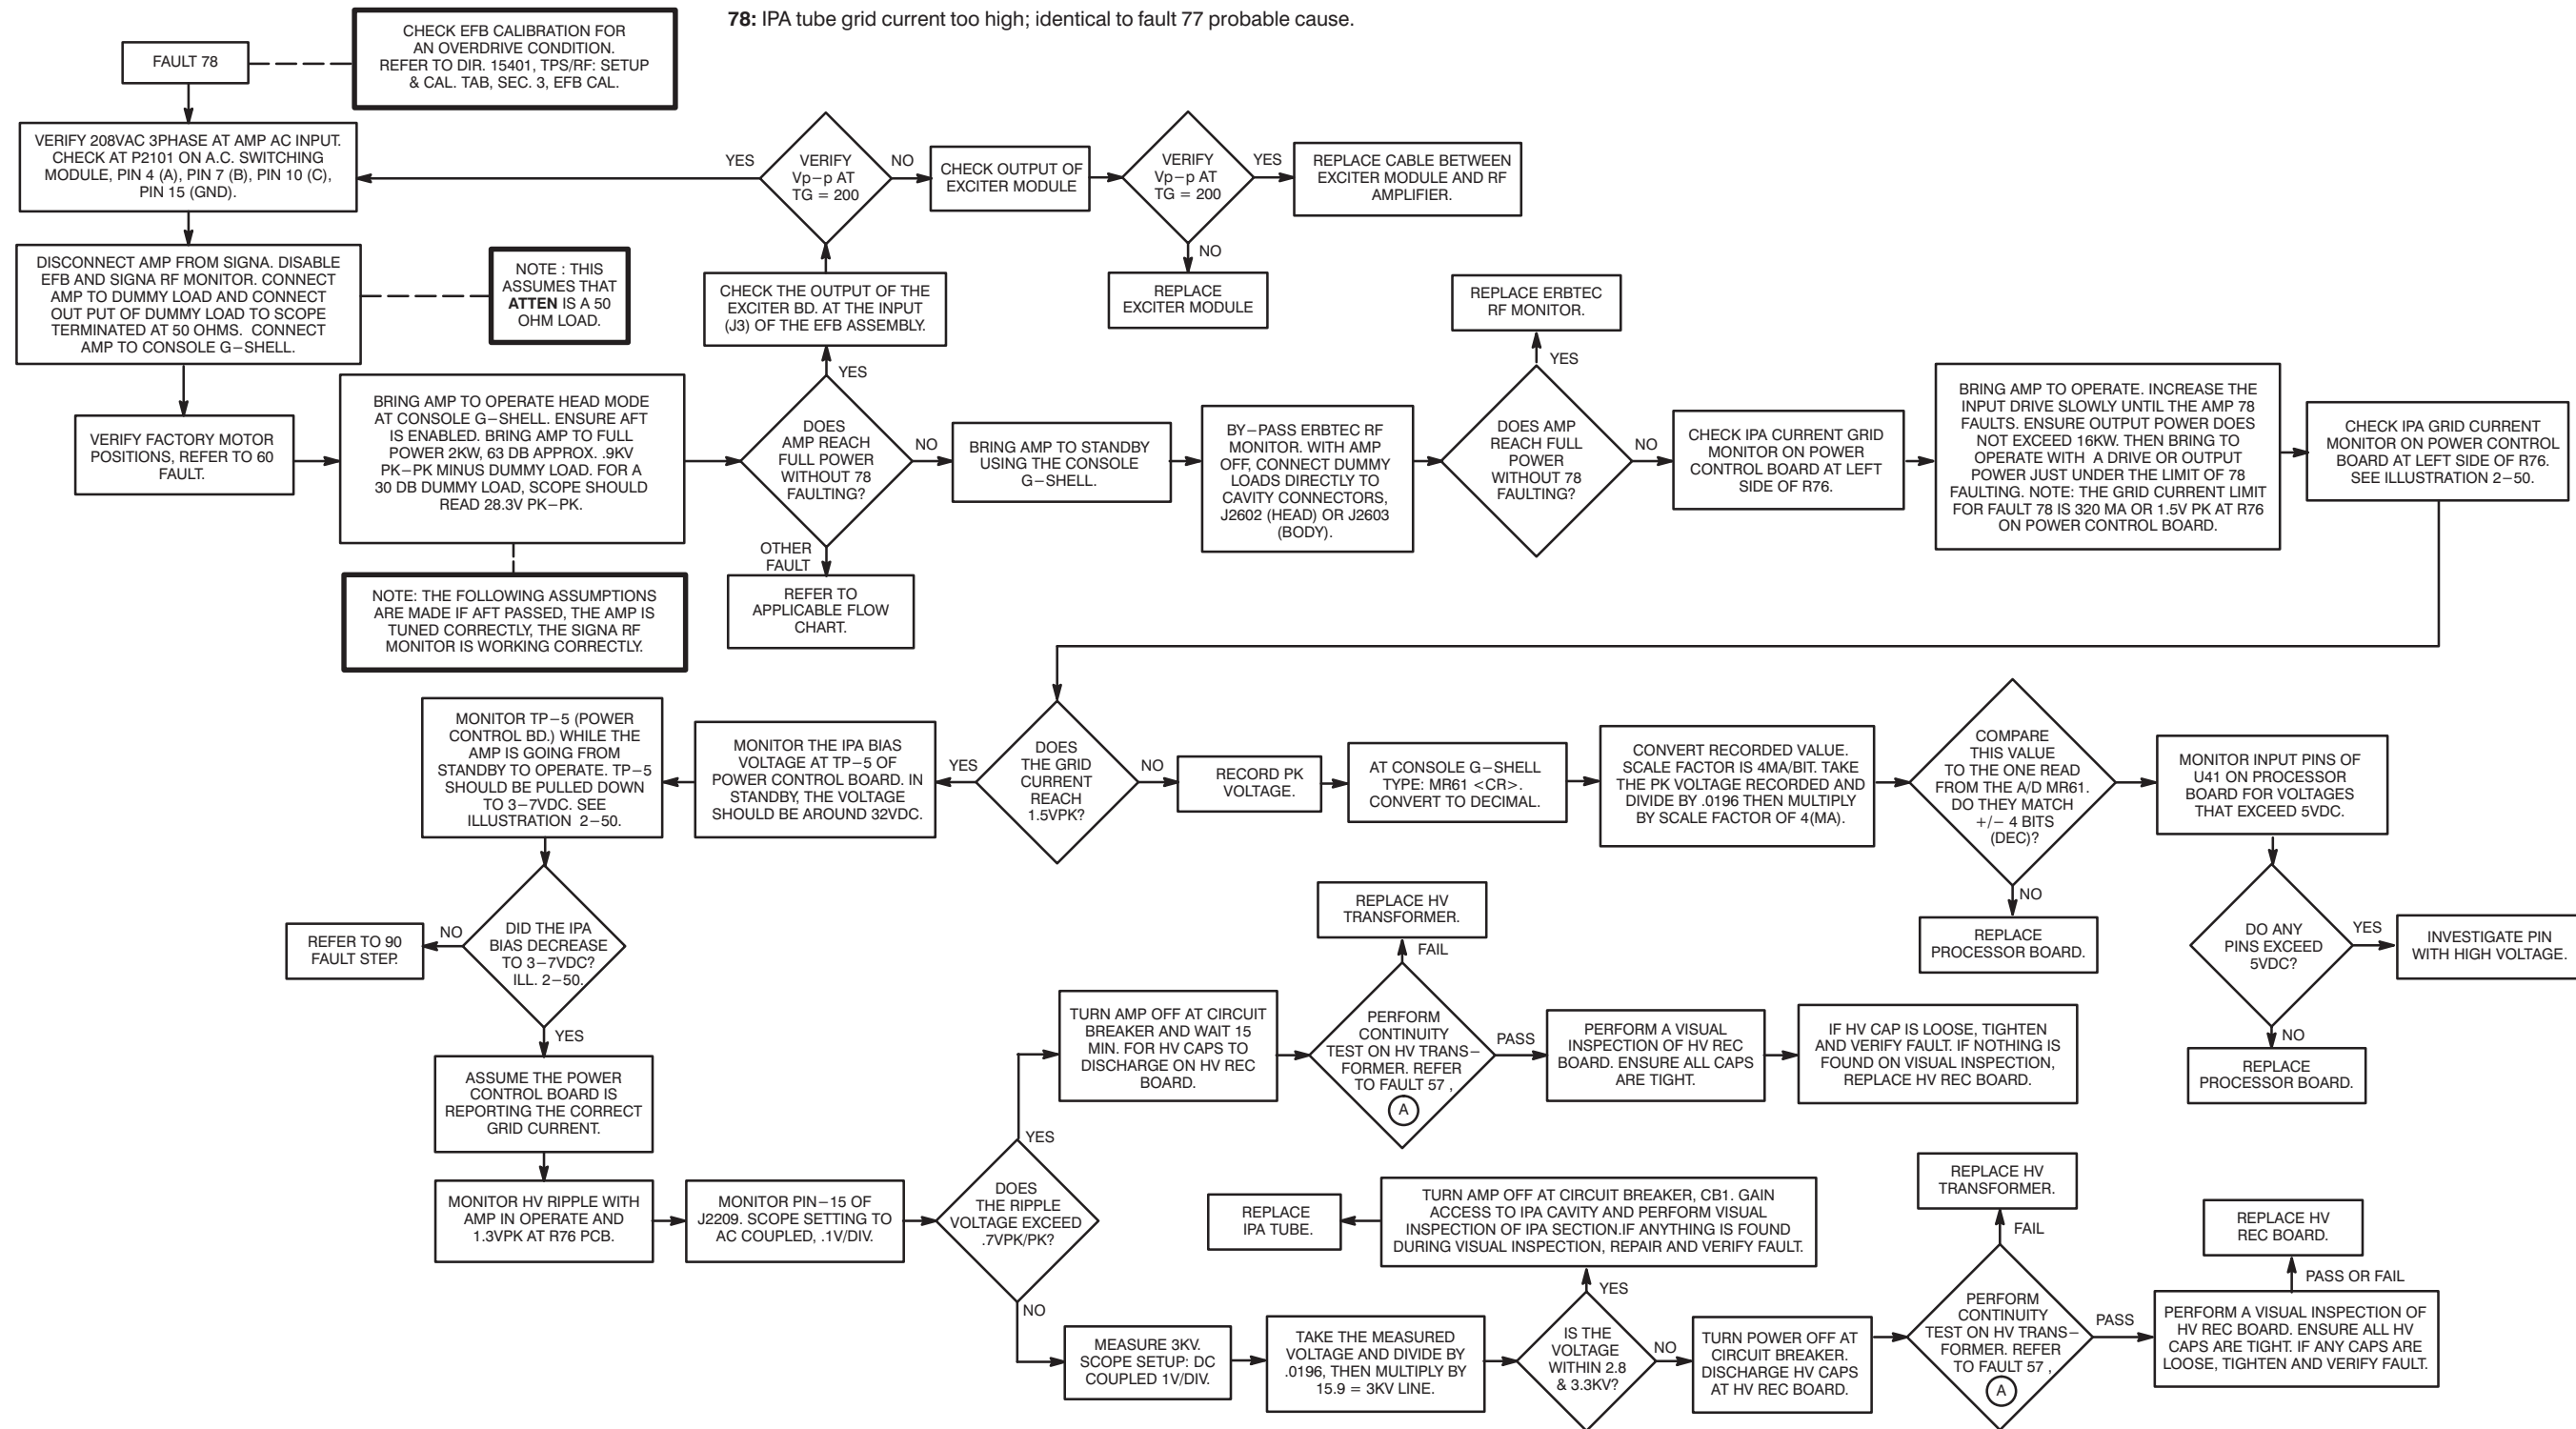 78: IPA tube grid current too high; identical to fault 77 probable cause.
FAULT 78
CHECK EFB CALIBRATION FOR
AN OVERDRIVE CONDITION.
REFER TO DIR. 15401, TPS/RF: SETUP
& CAL. TAB, SEC. 3, EFB CAL.
VERIFY 208VAC 3PHASE AT AMP AC INPUT.
CHECK AT P2101 ON A.C. SWITCHING
MODULE, PIN 4 (A), PIN 7 (B), PIN 10 (C),
PIN 15 (GND).
YES
VERIFY
Vp−p AT
TG = 200
NO
CHECK OUTPUT OF
EXCITER MODULE
VERIFY
Vp−p AT
TG = 200
YES
REPLACE CABLE BETWEEN
EXCITER MODULE AND RF
AMPLIFIER.
NO
REPLACE
EXCITER MODULE
DISCONNECT AMP FROM SIGNA. DISABLE
EFB AND SIGNA RF MONITOR. CONNECT
AMP TO DUMMY LOAD AND CONNECT
OUT PUT OF DUMMY LOAD TO SCOPE
TERMINATED AT 50 OHMS. CONNECT
AMP TO CONSOLE G−SHELL.
NOTE : THIS
ASSUMES THAT
ATTEN IS A 50
OHM LOAD.
CHECK THE OUTPUT OF THE
EXCITER BD. AT THE INPUT
(J3) OF THE EFB ASSEMBLY.
YES
REPLACE ERBTEC
RF MONITOR.
YES
VERIFY FACTORY MOTOR
POSITIONS, REFER TO 60
FAULT.
BRING AMP TO OPERATE HEAD MODE
AT CONSOLE G−SHELL. ENSURE AFT
IS ENABLED. BRING AMP TO FULL
POWER 2KW, 63 DB APPROX. .9KV
PK−PK MINUS DUMMY LOAD. FOR A
30 DB DUMMY LOAD, SCOPE SHOULD
READ 28.3V PK−PK.
DOES
AMP REACH
FULL POWER
WITHOUT 78
FAULTING?
NO
BRING AMP TO STANDBY
USING THE CONSOLE
G−SHELL.
BY−PASS ERBTEC RF
MONITOR. WITH AMP
OFF, CONNECT DUMMY
LOADS DIRECTLY TO
CAVITY CONNECTORS,
J2602 (HEAD) OR J2603
(BODY).
DOES AMP
REACH FULL
POWER
WITHOUT 78
FAULTING?
NO
CHECK IPA CURRENT GRID
MONITOR ON POWER
CONTROL BOARD AT LEFT
SIDE OF R76.
BRING AMP TO OPERATE. INCREASE THE
INPUT DRIVE SLOWLY UNTIL THE AMP 78
FAULTS. ENSURE OUTPUT POWER DOES
NOT EXCEED 16KW. THEN BRING TO
OPERATE WITH A DRIVE OR OUTPUT
POWER JUST UNDER THE LIMIT OF 78
FAULTING. NOTE: THE GRID CURRENT LIMIT
FOR FAULT 78 IS 320 MA OR 1.5V PK AT R76
ON POWER CONTROL BOARD.
CHECK IPA GRID CURRENT
MONITOR ON POWER CONTROL
BOARD AT LEFT SIDE OF R76.
SEE ILLUSTRATION 2−50.
OTHER
FAULT
REFER TO
APPLICABLE FLOW
CHART.
NOTE: THE FOLLOWING ASSUMPTIONS
ARE MADE IF AFT PASSED, THE AMP IS
TUNED CORRECTLY, THE SIGNA RF
MONITOR IS WORKING CORRECTLY.
MONITOR TP−5 (POWER
CONTROL BD.) WHILE THE
AMP IS GOING FROM
STANDBY TO OPERATE. TP−5
SHOULD BE PULLED DOWN
TO 3−7VDC. SEE
ILLUSTRATION 2−50.
MONITOR THE IPA BIAS
VOLTAGE AT TP−5 OF
POWER CONTROL BOARD. IN
STANDBY, THE VOLTAGE
SHOULD BE AROUND 32VDC.
YES
DOES
THE GRID
CURRENT
REACH
1.5VPK?
NO
RECORD PK
VOLTAGE.
AT CONSOLE G−SHELL
TYPE: MR61 <CR>.
CONVERT TO DECIMAL.
CONVERT RECORDED VALUE.
SCALE FACTOR IS 4MA/BIT. TAKE
THE PK VOLTAGE RECORDED AND
DIVIDE BY .0196 THEN MULTIPLY
BY SCALE FACTOR OF 4(MA).
COMPARE
THIS VALUE
TO THE ONE READ
FROM THE A/D MR61.
DO THEY MATCH
+/− 4 BITS
(DEC)?
MONITOR INPUT PINS OF
U41 ON PROCESSOR
BOARD FOR VOLTAGES
THAT EXCEED 5VDC.
NO
REPLACE
PROCESSOR BOARD.
DO ANY
PINS EXCEED
5VDC?
YES
INVESTIGATE PIN
WITH HIGH VOLTAGE.
NO
REPLACE
PROCESSOR BOARD.
REFER TO 90
FAULT STEP.
NO
DID THE IPA
BIAS DECREASE
TO 3−7VDC?
ILL. 2−50.
YES
REPLACE HV
TRANSFORMER.
FAIL
TURN AMP OFF AT CIRCUIT
BREAKER AND WAIT 15
MIN. FOR HV CAPS TO
DISCHARGE ON HV REC
BOARD.
PERFORM
CONTINUITY
TEST ON HV TRANS−
FORMER. REFER
TO FAULT 57 ,
A
PASS
PERFORM A VISUAL
INSPECTION OF HV REC
BOARD. ENSURE ALL CAPS
ARE TIGHT.
IF HV CAP IS LOOSE, TIGHTEN
AND VERIFY FAULT. IF NOTHING IS
FOUND ON VISUAL INSPECTION,
REPLACE HV REC BOARD.
ASSUME THE POWER
CONTROL BOARD IS
REPORTING THE CORRECT
GRID CURRENT.
YES
MONITOR HV RIPPLE WITH
AMP IN OPERATE AND
1.3VPK AT R76 PCB.
MONITOR PIN−15 OF
J2209. SCOPE SETTING TO
AC COUPLED, .1V/DIV.
DOES
THE RIPPLE
VOLTAGE EXCEED
.7VPK/PK?
NO
REPLACE
IPA TUBE.
TURN AMP OFF AT CIRCUIT BREAKER, CB1. GAIN
ACCESS TO IPA CAVITY AND PERFORM VISUAL
INSPECTION OF IPA SECTION.IF ANYTHING IS FOUND
DURING VISUAL INSPECTION, REPAIR AND VERIFY FAULT.
YES
MEASURE 3KV.
SCOPE SETUP: DC
COUPLED 1V/DIV.
TAKE THE MEASURED
VOLTAGE AND DIVIDE BY
.0196, THEN MULTIPLY BY
15.9 = 3KV LINE.
IS THE
VOLTAGE
WITHIN 2.8
& 3.3KV?
NO
TURN POWER OFF AT
CIRCUIT BREAKER.
DISCHARGE HV CAPS
AT HV REC BOARD.
REPLACE HV
TRANSFORMER.
FAIL
PERFORM
CONTINUITY
TEST ON HV TRANS−
FORMER. REFER
TO FAULT 57 ,
A
PASS
REPLACE HV
REC BOARD.
PASS OR FAIL
PERFORM A VISUAL INSPECTION OF
HV REC BOARD. ENSURE ALL HV
CAPS ARE TIGHT. IF ANY CAPS ARE
LOOSE, TIGHTEN AND VERIFY FAULT.